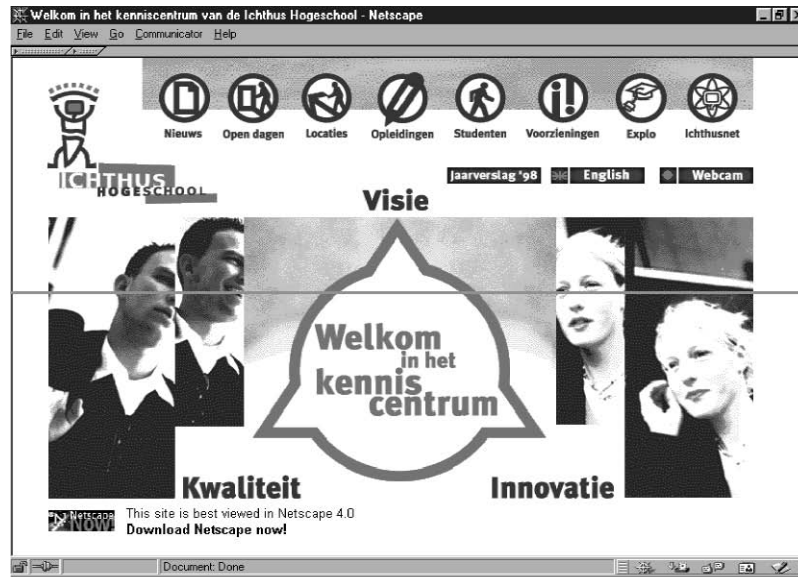 Welkom in het kenniscentrum van de Ichthus Hogeschool - Netscape
File Edit View Go Communicator Help
Nieuws Open dagen Locaties Opleidingen Studenten Voorzieningen Explo Ichthusnet
ICHTHUS
HOGESCHOOL
Jaarverslag '98 English Webcam
Visie
Welkom
in het
kennis
centrum
Kwaliteit Innovatie
Netscape
NOW!
This site is best viewed in Netscape 4.0
Download Netscape now!
Document: Done